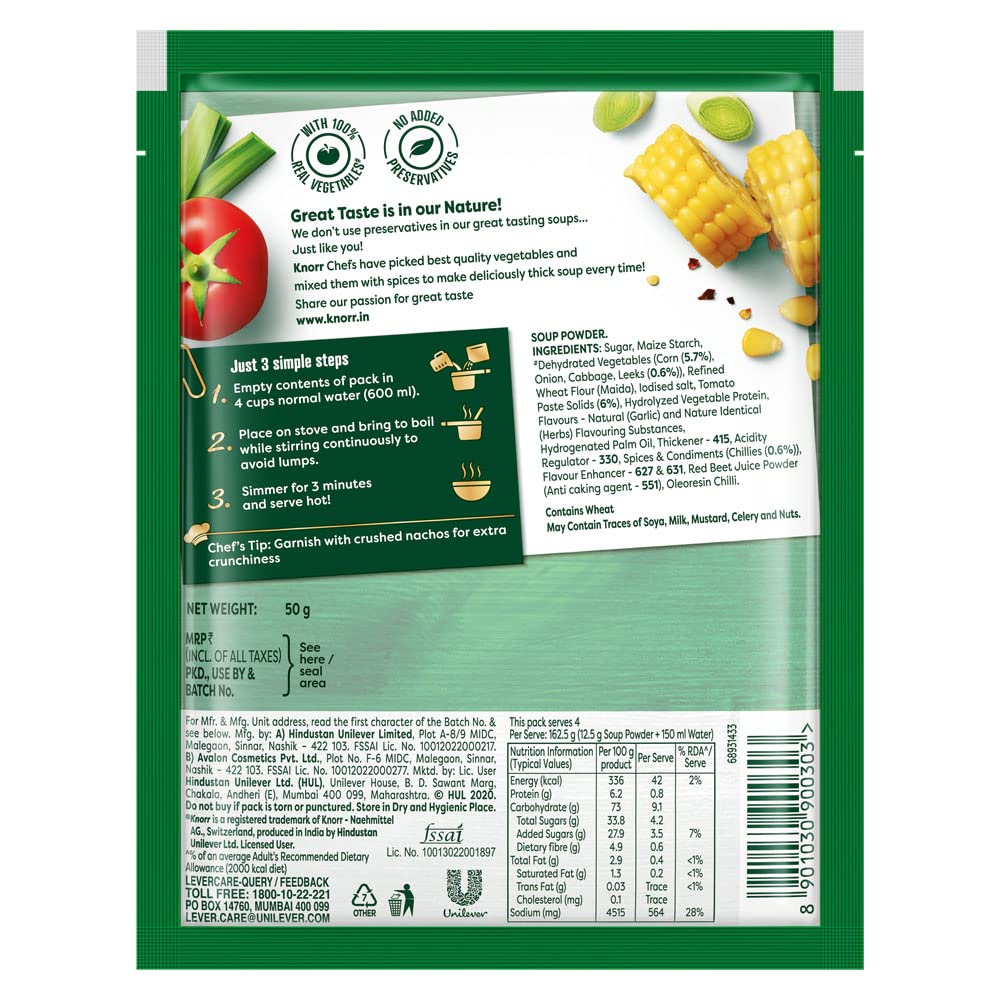 WITH 100%
REAL VEGETABLES#
NO ADDED
PRESERVATIVES
Great Taste is in our Nature!
We don't use preservatives in our great tasting soups...
Just like you!
Knorr Chefs have picked best quality vegetables and
mixed them with spices to make deliciously thick soup every time!
Share our passion for great taste
www.knorr.in
Just 3 simple steps
1. Empty contents of pack in
4 cups normal water (600 ml).
2. Place on stove and bring to boil
while stirring continuously to
avoid lumps.
3. Simmer for 3 minutes
and serve hot!
Chef's Tip: Garnish with crushed nachos for extra
crunchiness
SOUP POWDER.
INGREDIENTS: Sugar, Maize Starch,
#Dehydrated Vegetables (Corn (5.7%),
Onion, Cabbage, Leeks (0.6%)), Refined
Wheat Flour (Maida), Iodised salt, Tomato
Paste Solids (6%), Hydrolyzed Vegetable Protein,
Flavours - Natural (Garlic) and Nature Identical
(Herbs) Flavouring Substances,
Hydrogenated Palm Oil, Thickener - 415, Acidity
Regulator - 330, Spices & Condiments (Chillies (0.6%)),
Flavour Enhancer - 627 & 631, Red Beet Juice Powder
(Anti caking agent - 551), Oleoresin Chilli.
Contains Wheat
May Contain Traces of Soya, Milk, Mustard, Celery and Nuts.
NET WEIGHT: 50 g
MRP₹
(INCL. OF ALL TAXES)
PKD., USE BY &
BATCH No.
See
here /
seal
area
For Mfr. & Mfg. Unit address, read the first character of the Batch No. &
see below. Mfg. by: A) Hindustan Unilever Limited, Plot A-8/9 MIDC,
Malegaon, Sinnar, Nashik - 422 103. FSSAI Lic. No. 10012022000217.
B) Avalon Cosmetics Pvt. Ltd., Plot No. F-6 MIDC, Malegaon, Sinnar,
Nashik - 422 103. FSSAI Lic. No. 10012022000277. Mktd. by: Lic. User
Hindustan Unilever Ltd. (HUL), Unilever House, B. D. Sawant Marg,
Chakala, Andheri (E), Mumbai 400 099, Maharashtra. © HUL 2020.
Do not buy if pack is torn or punctured. Store in Dry and Hygienic Place.
®Knorr is a registered trademark of Knorr - Naehrmittel
AG., Switzerland, produced in India by Hindustan
Unilever Ltd. Licensed User.
^% of an average Adult's Recommended Dietary
Allowance (2000 kcal diet)
LEVERCARE-QUERY / FEEDBACK
TOLL FREE: 1800-10-22-221
PO BOX 14760, MUMBAI 400 099
LEVER.CARE@UNILEVER.COM
fssai
Lic. No. 10013022001897
7
OTHER
Unilever
This pack serves 4
Per Serve: 162.5 g (12.5 g Soup Powder + 150 ml Water)
Nutrition Information (Typical Values) Per 100 g product Per Serve % RDA^/ Serve
Energy (kcal) 336 42 2%
Protein (g) 6.2 0.8
Carbohydrate (g) 73 9.1
Total Sugars (g) 33.8 4.2
Added Sugars (g) 27.9 3.5 7%
Dietary fibre (g) 4.9 0.6
Total Fat (g) 2.9 0.4 <1%
Saturated Fat (g) 1.3 0.2 <1%
Trans Fat (g) 0.03 Trace <1%
Cholesterol (mg) 0.1 Trace
Sodium (mg) 4515 564 28%
68931433
8 901030 900303 >